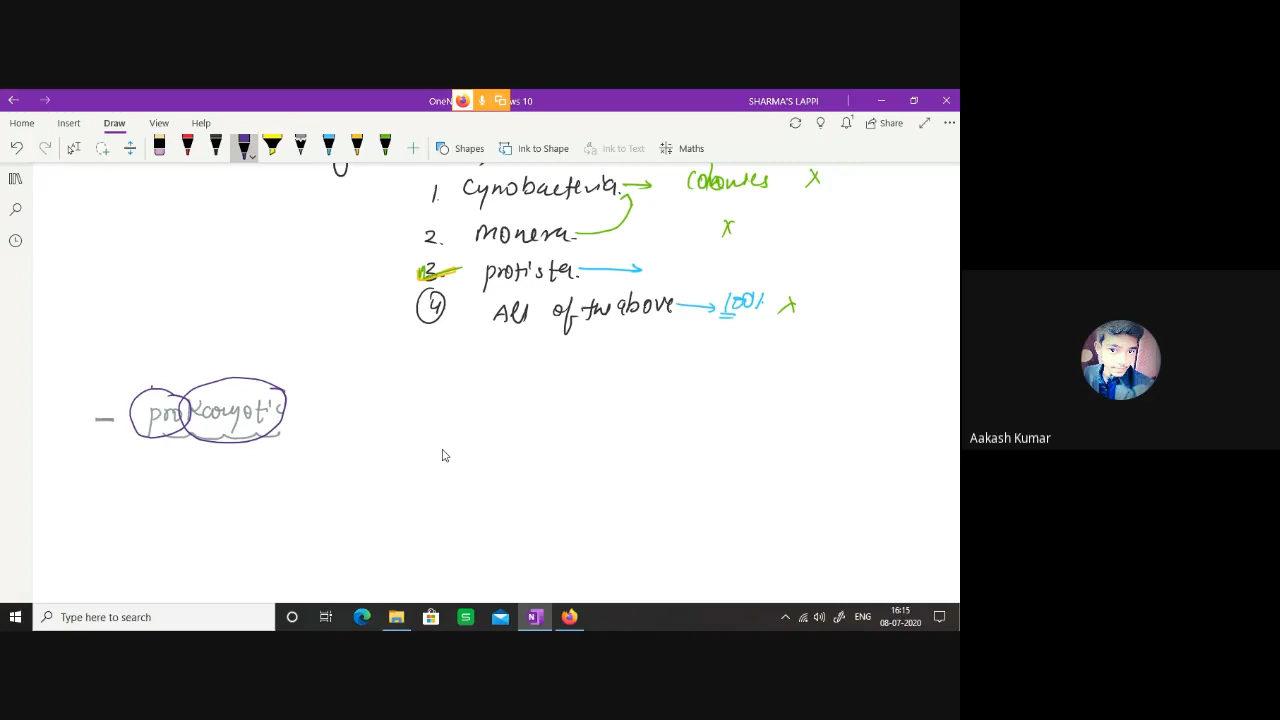 OneN ws 10 SHARMA'S LAPPI
Home Insert Draw View Help Share
Shapes Ink to Shape Ink to Text Maths
1. Cynobacteria. → colonies X
2. Monera X
3. protista. →
4 All of the above → 100% X
- prokaryotic
Aakash Kumar
Type here to search ENG 16:15
08-07-2020